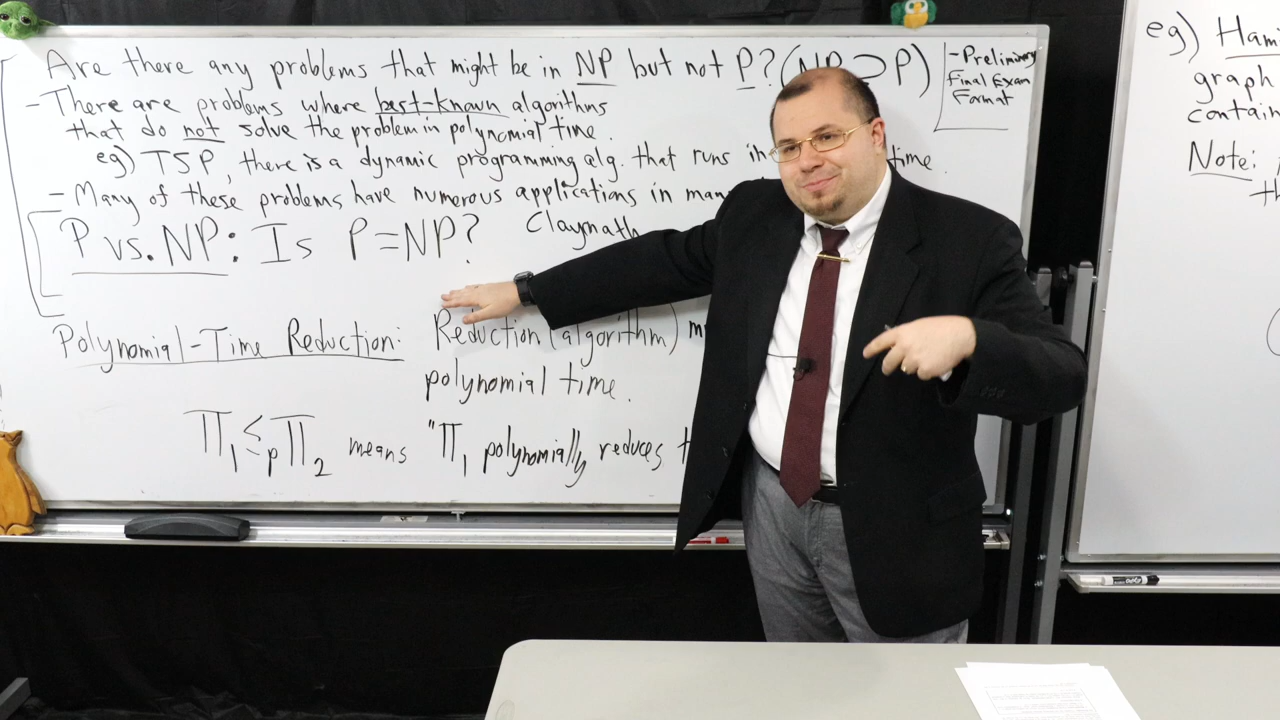 Are there any problems that might be in NP but not P? (NP ⊃ P)
- There are problems where best-known algorithms
that do not solve the problem in polynomial time
eg) TSP, there is a dynamic programming alg. that runs in time.
- Many of these problems have numerous applications in
P vs. NP: Is P=NP? Claymath
Polynomial-Time Reduction: Reduction (algorithm)
polynomial time.
Π₁ ≤p Π₂ means "Π₁ polynomially reduces
- Preliminary
Final Exam
Format
eg)
graph
Note:
EXPO